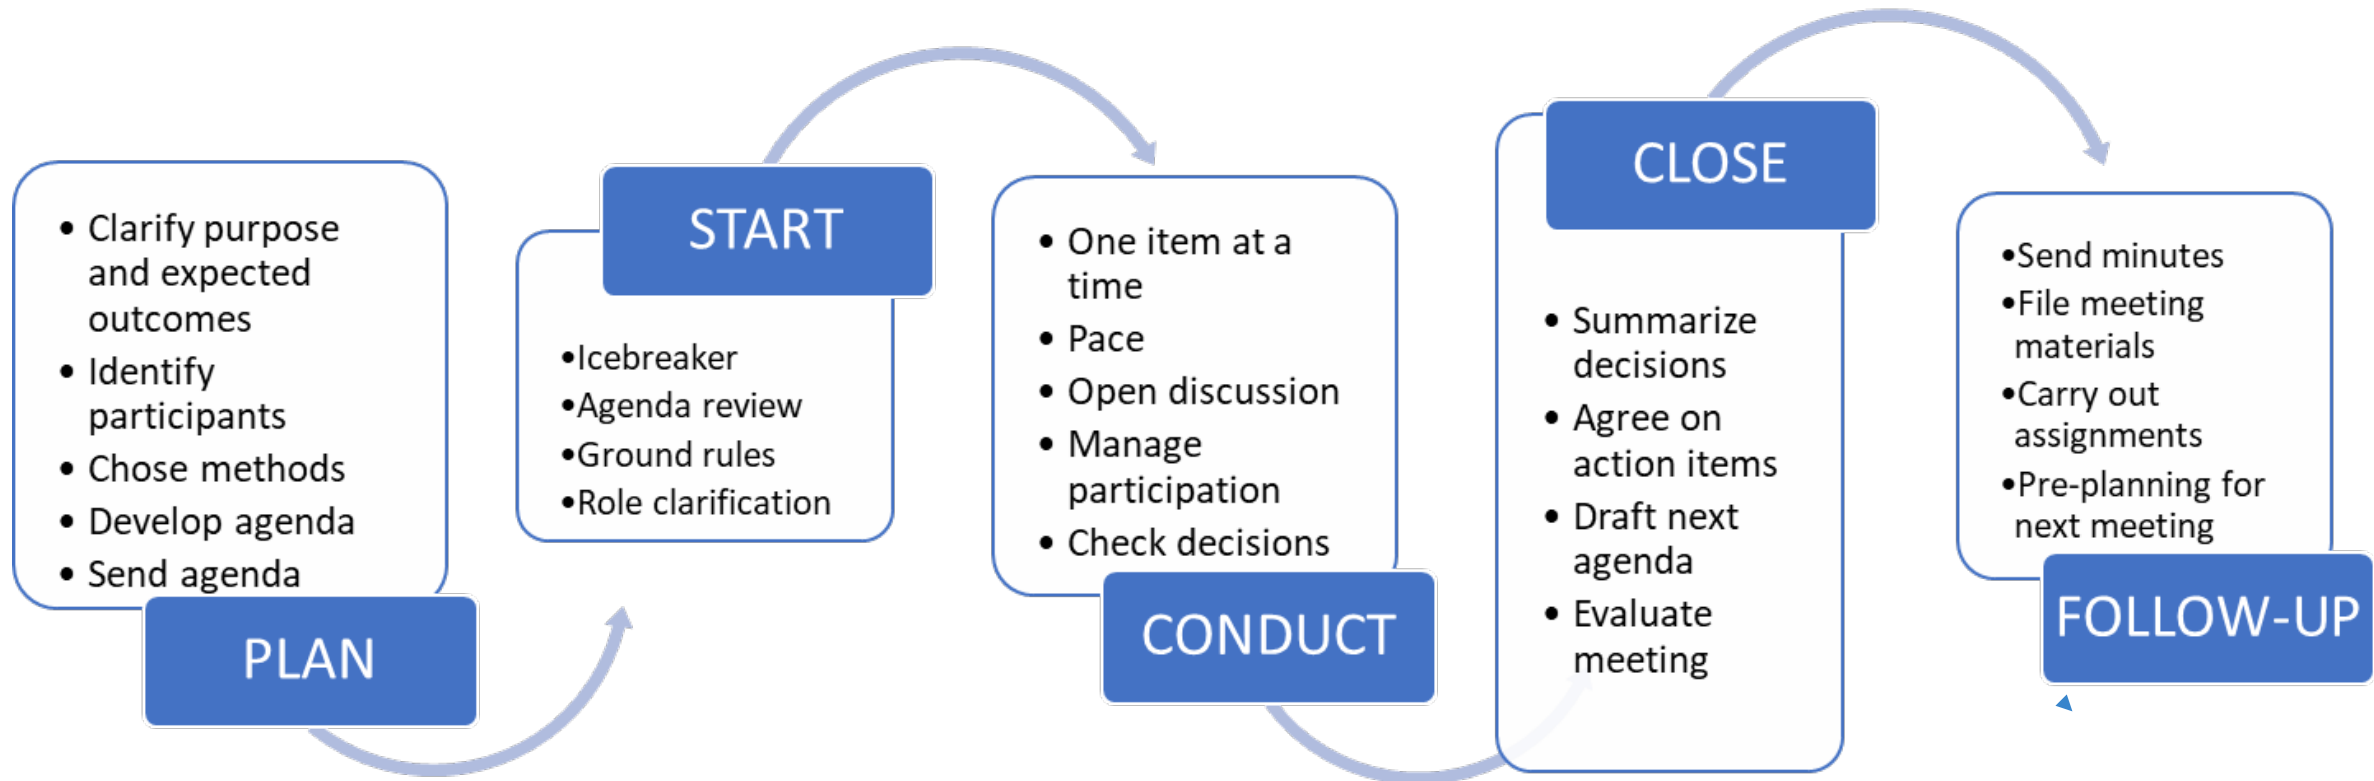 • Clarify purpose
and expected
outcomes
• Identify
participants
• Chose methods
• Develop agenda
• Send agenda
PLAN
START
•Icebreaker
•Agenda review
•Ground rules
•Role clarification
• One item at a
time
• Pace
• Open discussion
• Manage
participation
• Check decisions
CONDUCT
CLOSE
• Summarize
decisions
• Agree on
action items
• Draft next
agenda
• Evaluate
meeting
•Send minutes
•File meeting
materials
•Carry out
assignments
•Pre-planning for
next meeting
FOLLOW-UP